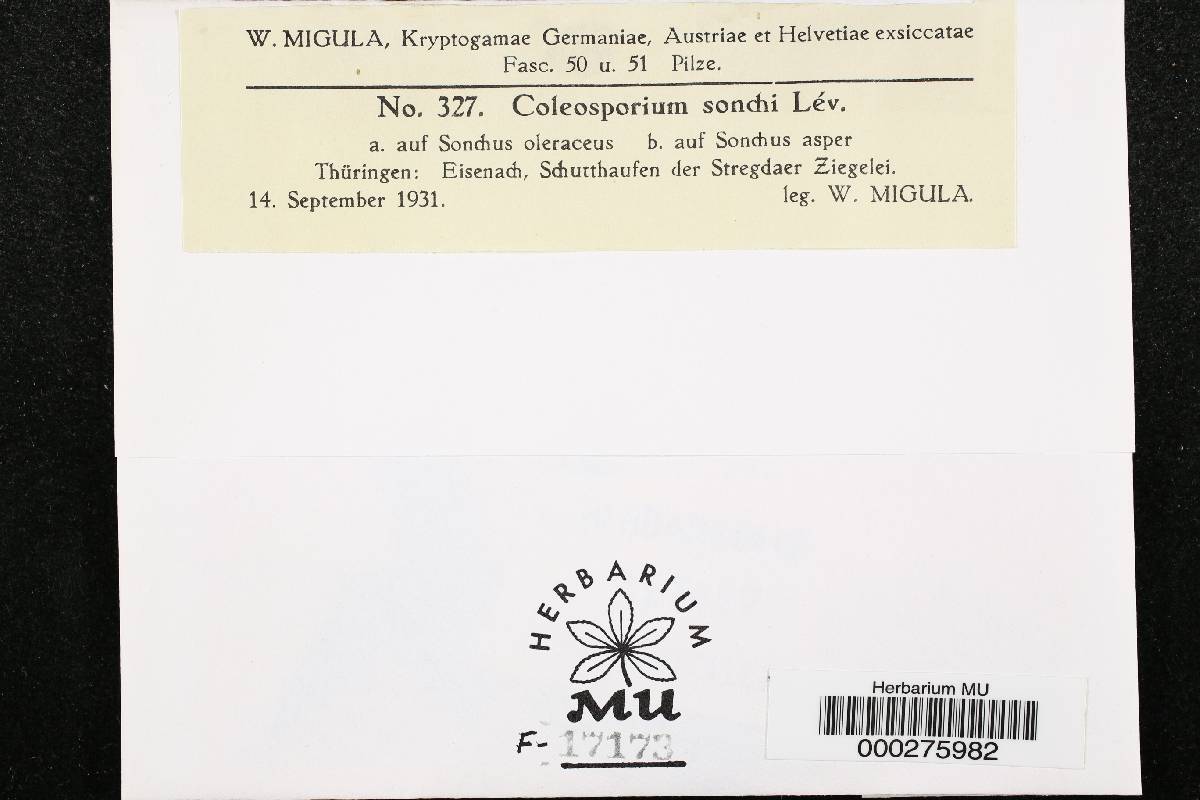 W. MIGULA, Kryptogamae Germaniae, Austriae et Helvetiae exsiccatae
Fasc. 50 u. 51 Pilze.
No. 327. Coleosporium sonchi Lév.
a. auf Sonchus oleraceus b. auf Sonchus asper
Thüringen: Eisenach, Schutthaufen der Stregdaer Ziegelei.
14. September 1931. leg. W. MIGULA.
HERBARIUM
MU
F-17173
Herbarium MU
000275982